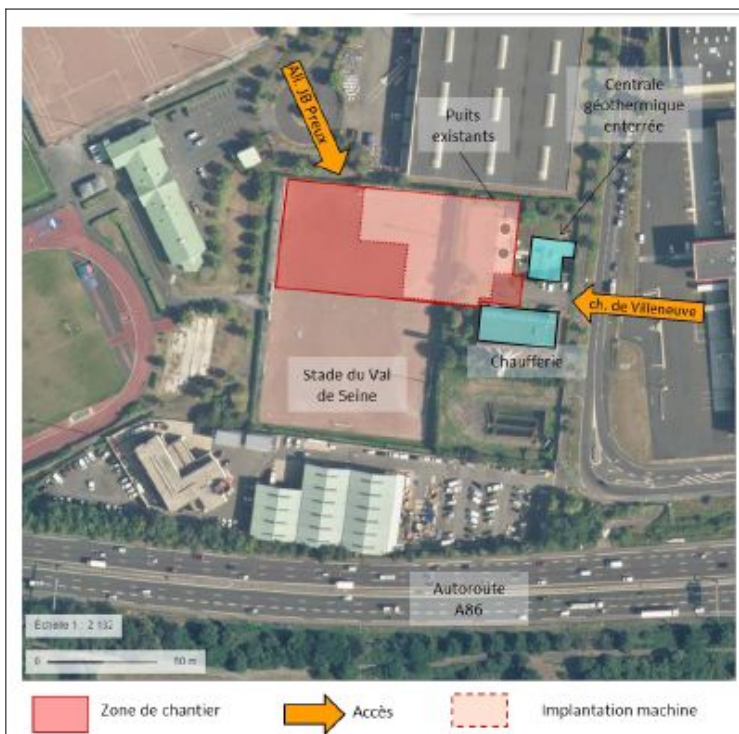 All. JB Preux
Puits
existants
Centrale
géothermique
enterrée
ch. de Villeneuve
Chaufferie
Stade du Val
de Seine
Autoroute
A86
Échelle 1 : 2 132
0
Zone de chantier
Accès
Implantation machine